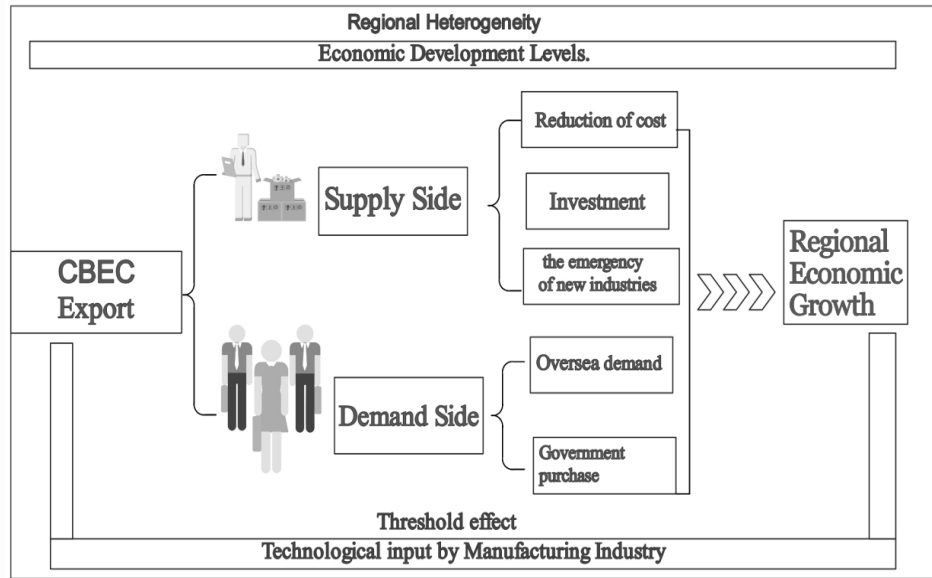 Regional Heterogeneity
Economic Development Levels.
CBEC
Export
Supply Side
Demand Side
Reduction of cost
Investment
the emergency
of new industries
Oversea demand
Government
purchase
Regional
Economic
Growth
Threshold effect
Technological input by Manufacturing Industry